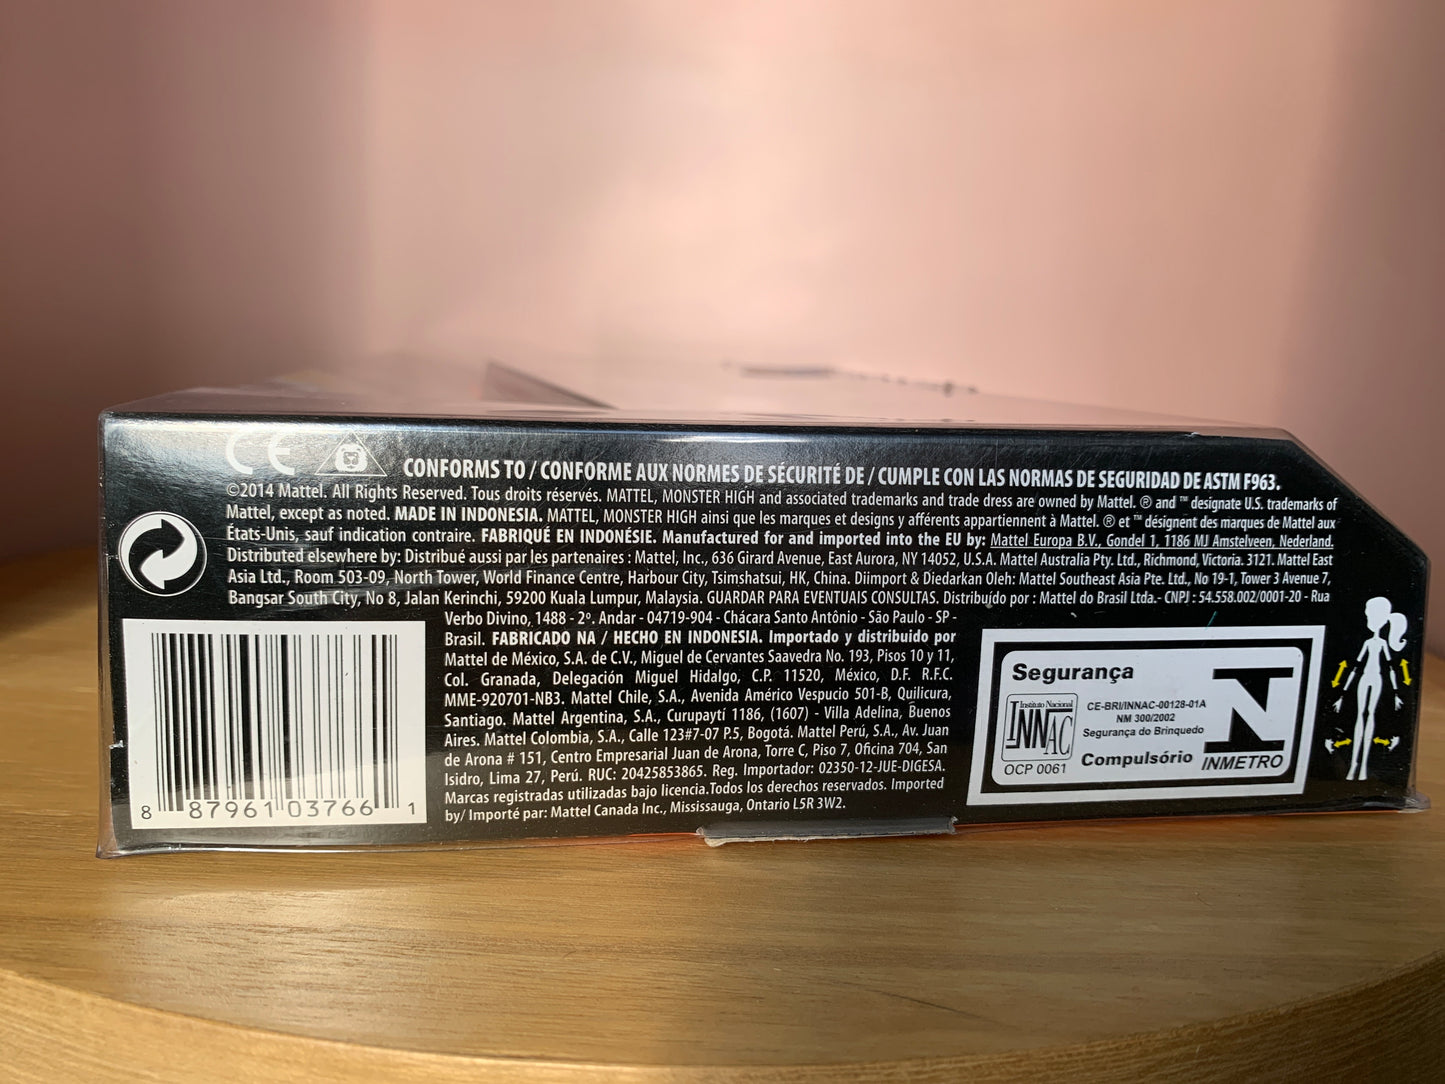 CE
CONFORMS TO / CONFORME AUX NORMES DE SÉCURITÉ DE / CUMPLE CON LAS NORMAS DE SEGURIDAD DE ASTM F963.
©2014 Mattel. All Rights Reserved. Tous droits réservés. MATTEL, MONSTER HIGH and associated trademarks and trade dress are owned by Mattel. ® and ™ designate U.S. trademarks of
Mattel, except as noted. MADE IN INDONESIA. MATTEL, MONSTER HIGH ainsi que les marques et designs y afférents appartiennent à Mattel. ® et ™ désignent des marques de Mattel aux
États-Unis, sauf indication contraire. FABRIQUÉ EN INDONÉSIE. Manufactured for and imported into the EU by: Mattel Europa B.V., Gondel 1, 1186 MJ Amstelveen, Nederland.
Distributed elsewhere by: Distribué aussi par les partenaires : Mattel, Inc., 636 Girard Avenue, East Aurora, NY 14052, U.S.A. Mattel Australia Pty. Ltd., Richmond, Victoria. 3121. Mattel East
Asia Ltd., Room 503-09, North Tower, World Finance Centre, Harbour City, Tsimshatsui, HK, China. Diimport & Diedarkan Oleh: Mattel Southeast Asia Pte. Ltd., No 19-1, Tower 3 Avenue 7,
Bangsar South City, No 8, Jalan Kerinchi, 59200 Kuala Lumpur, Malaysia. GUARDAR PARA EVENTUAIS CONSULTAS. Distribuído por : Mattel do Brasil Ltda.- CNPJ : 54.558.002/0001-20 - Rua
Verbo Divino, 1488 - 2º. Andar - 04719-904 - Chácara Santo Antônio - São Paulo - SP -
Brasil. FABRICADO NA / HECHO EN INDONESIA. Importado y distribuido por
Mattel de México, S.A. de C.V., Miguel de Cervantes Saavedra No. 193, Pisos 10 y 11,
Col. Granada, Delegación Miguel Hidalgo, C.P. 11520, México, D.F. R.F.C.
MME-920701-NB3. Mattel Chile, S.A., Avenida Américo Vespucio 501-B, Quilicura,
Santiago. Mattel Argentina, S.A., Curupaytí 1186, (1607) - Villa Adelina, Buenos
Aires. Mattel Colombia, S.A., Calle 123#7-07 P.5, Bogotá. Mattel Perú, S.A., Av. Juan
de Arona # 151, Centro Empresarial Juan de Arona, Torre C, Piso 7, Oficina 704, San
Isidro, Lima 27, Perú. RUC: 20425853865. Reg. Importador: 02350-12-JUE-DIGESA.
Marcas registradas utilizadas bajo licencia.Todos los derechos reservados. Imported
by/ Importé par: Mattel Canada Inc., Mississauga, Ontario L5R 3W2.
8 87961 03766 1
Segurança
Instituto Nacional
INNAC
OCP 0061
CE-BRI/INNAC-00128-01A
NM 300/2002
Segurança do Brinquedo
Compulsório
N
INMETRO